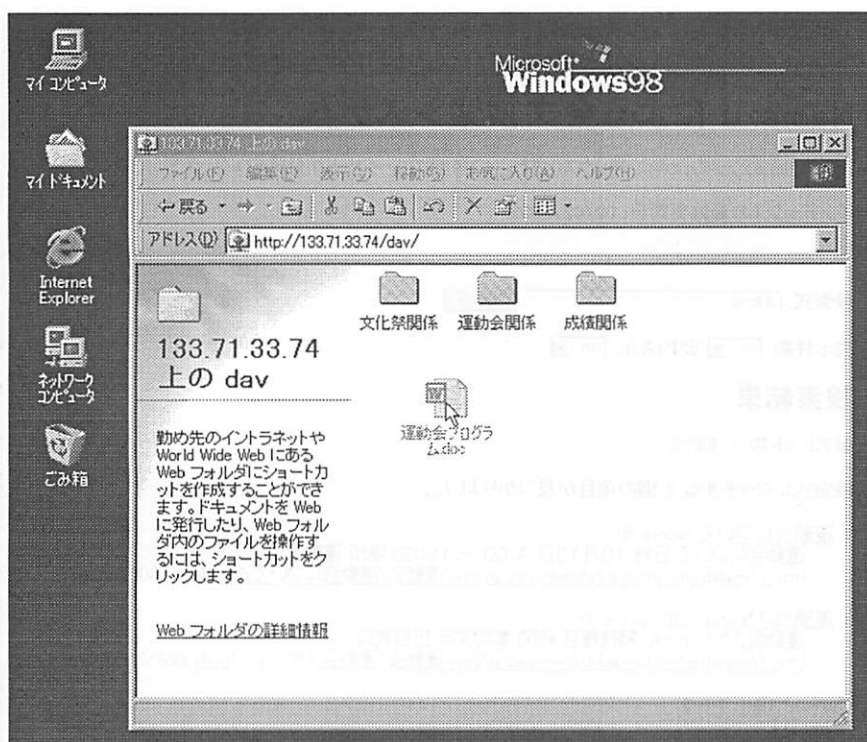 マイ コンピュータ
Microsoft
Windows98
マイ ドキュメント
Internet
Explorer
ネットワーク
コンピュータ
ごみ箱
133.71.33.74 上の dav
ファイル(F) 編集(E) 表示(V) 移動(G) お気に入り(A) ヘルプ(H)
戻る
アドレス(D) http://133.71.33.74/dav/
133.71.33.74
上の dav
勤め先のイントラネットや
World Wide Web にある
Web フォルダにショートカ
ットを作成することができ
ます。ドキュメントを Web
に発行したり、Web フォル
ダ内のファイルを操作す
るには、ショートカットをク
リックします。
Web フォルダの詳細情報
文化祭関係 運動会関係 成績関係
運動会プログラ
ム.doc